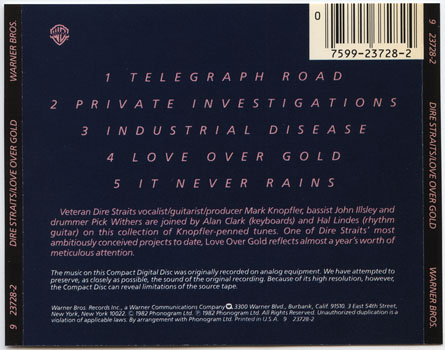 0
7599-23728-2
1 TELEGRAPH ROAD
2 PRIVATE INVESTIGATIONS
3 INDUSTRIAL DISEASE
4 LOVE OVER GOLD
5 IT NEVER RAINS
Veteran Dire Straits vocalist/guitarist/producer Mark Knopfler, bassist John Illsley and
drummer Pick Withers are joined by Alan Clark (keyboards) and Hal Lindes (rhythm
guitar) on this collection of Knopfler-penned tunes. One of Dire Straits' most
ambitiously conceived projects to date, Love Over Gold reflects almost a year's worth of
meticulous attention.
The music on this Compact Digital Disc was originally recorded on analog equipment. We have attempted to
preserve, as closely as possible, the sound of the original recording. Because of its high resolution, however,
the Compact Disc can reveal limitations of the source tape.
Warner Bros. Records Inc., a Warner Communications Company 3300 Warner Blvd., Burbank, Calif. 91510. 3 East 54th Street,
New York, New York 10022. © 1982 Phonogram Ltd. ℗ 1982 Phonogram Ltd. All Rights Reserved. Unauthorized duplication is a
violation of applicable laws. By arrangement with Phonogram Ltd. Printed in U.S.A. 9 23728-2
9 23728-2 DIRE STRAITS/LOVE OVER GOLD WARNER BROS.
9 23728-2 DIRE STRAITS/LOVE OVER GOLD WARNER BROS.